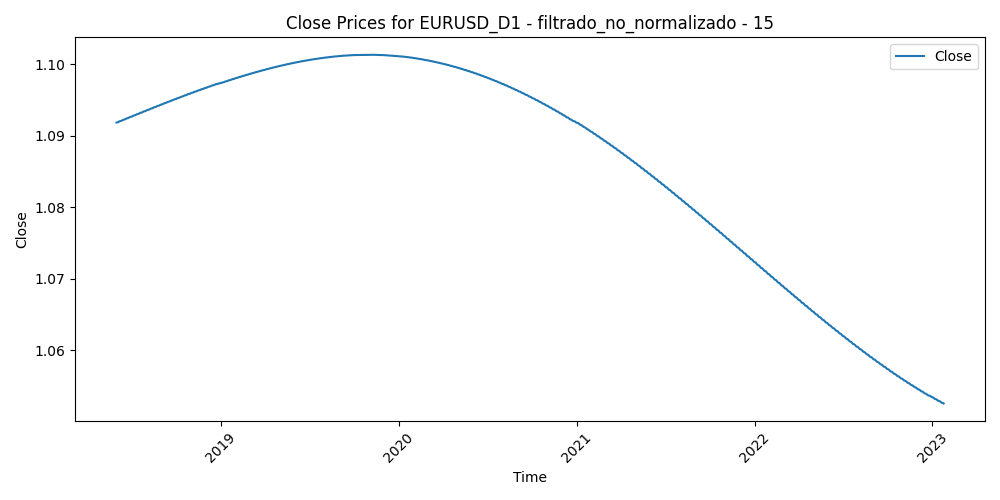 Close Prices for EURUSD_D1 - filtrado_no_normalizado - 15
Close
1.10
1.09
1.08
1.07
1.06
Close
2019
2020
2021
2022
2023
Time